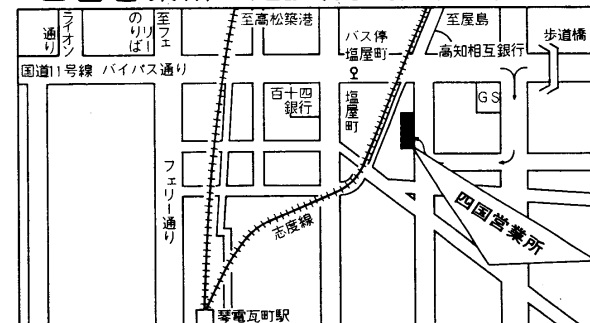 ライオン通り
至フェリーのりば
至高松築港
バス停
塩屋町
至屋島
高知相互銀行
歩道橋
国道11号線 バイパス通り
百十四
銀行
塩屋町
GS
フェリー通り
志度線
四国営業所
琴電瓦町駅